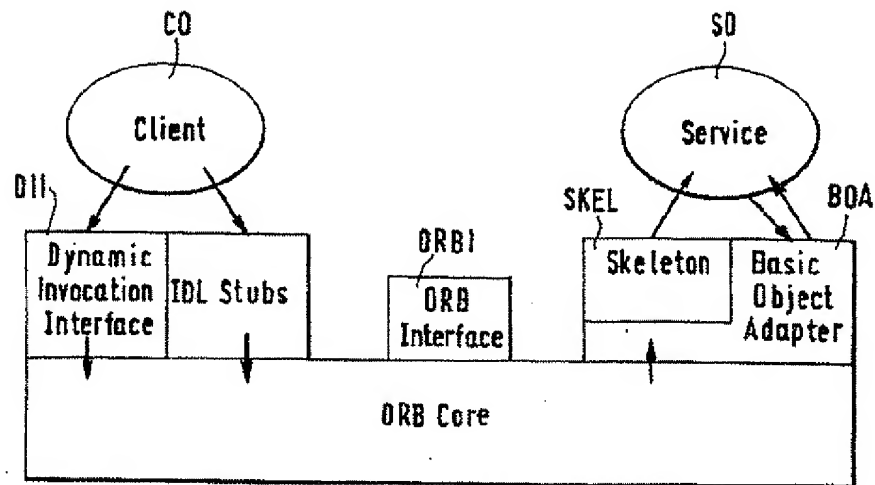 CO
SO
Client
Service
DII
SKEL
BOA
ORBI
Dynamic
Invocation
Interface
IDL Stubs
ORB
Interface
Skeleton
Basic
Object
Adapter
ORB Core